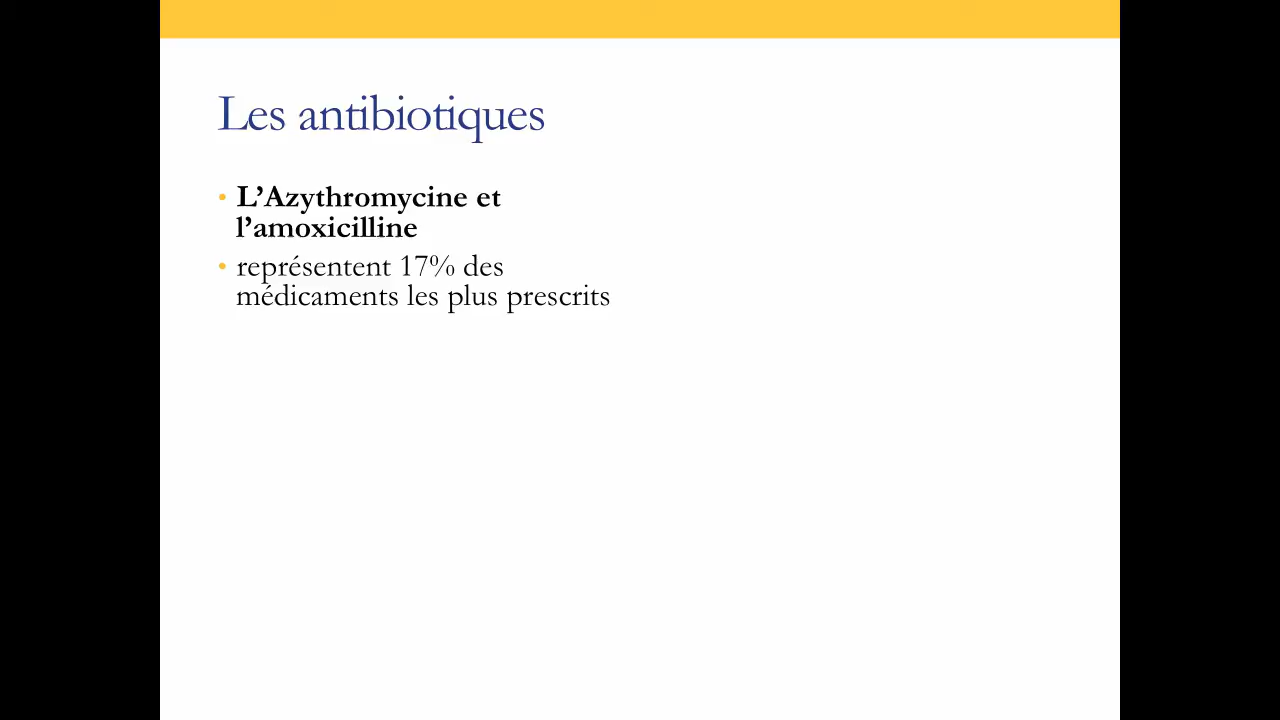 Les antibiotiques
• L’Azythromycine et
l’amoxicilline
• représentent 17% des
médicaments les plus prescrits